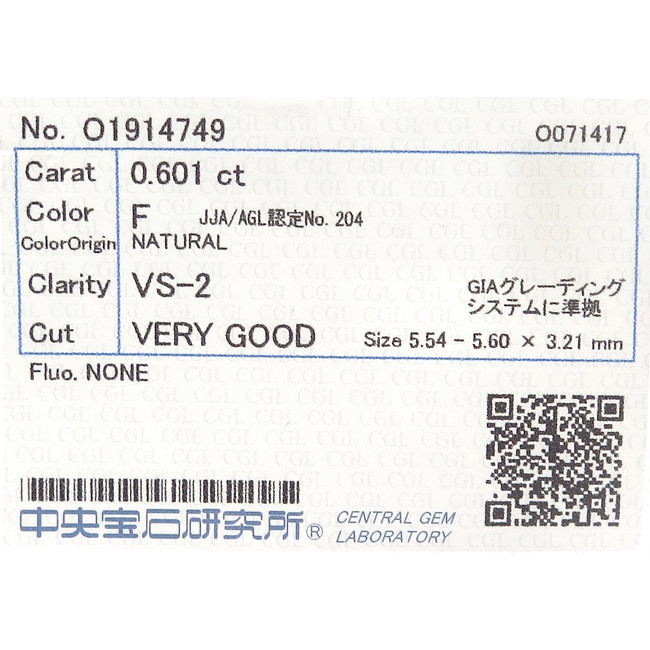 No. O1914749 O071417
Carat 0.601 ct
Color F JJA/AGL認定No. 204
ColorOrigin NATURAL
Clarity VS-2 GIAグレーディング
システムに準拠
Cut VERY GOOD Size 5.54 - 5.60 × 3.21 mm
Fluo. NONE
中央宝石研究所® CENTRAL GEM
LABORATORY